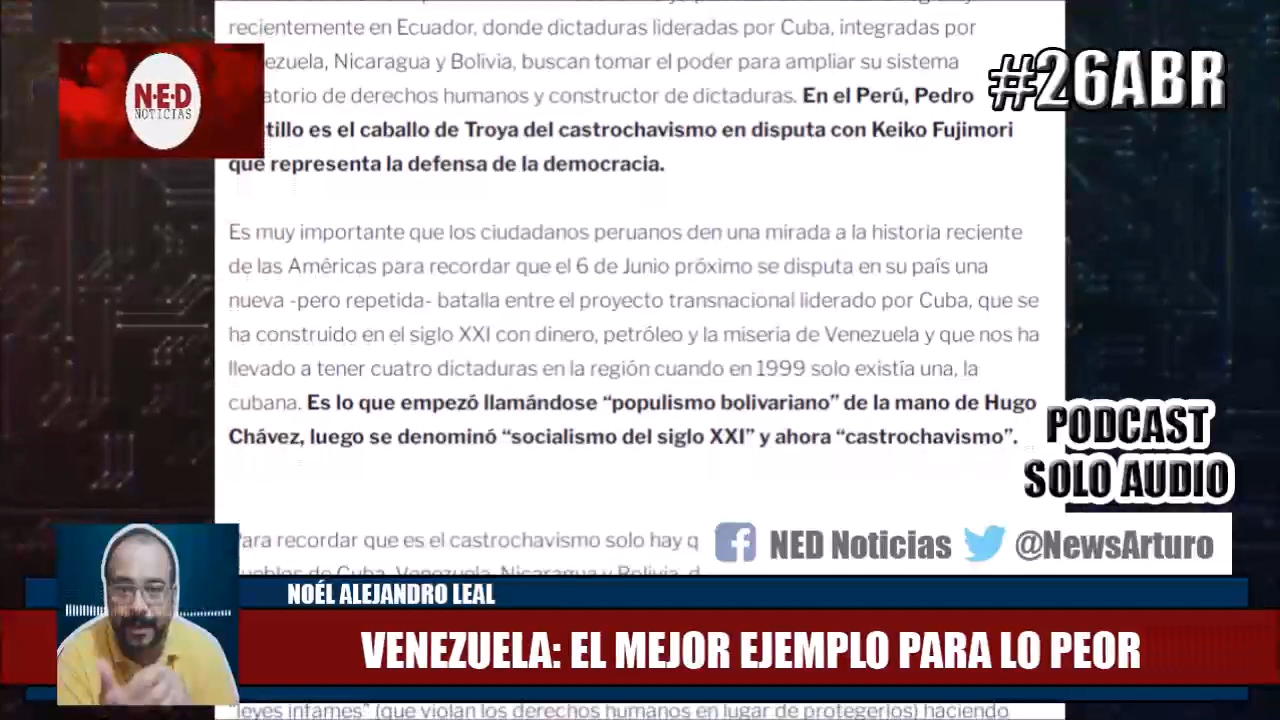 recientemente en Ecuador, donde dictaduras lideradas por Cuba, integradas por
ezuela, Nicaragua y Bolivia, buscan tomar el poder para ampliar su sistema
atorio de derechos humanos y constructor de dictaduras. En el Perú, Pedro
tillo es el caballo de Troya del castrochavismo en disputa con Keiko Fujimori
que representa la defensa de la democracia.
N·E·D
NOTICIAS
#26ABR
Es muy importante que los ciudadanos peruanos den una mirada a la historia reciente
de las Américas para recordar que el 6 de Junio próximo se disputa en su país una
nueva -pero repetida- batalla entre el proyecto transnacional liderado por Cuba, que se
ha construido en el siglo XXI con dinero, petróleo y la miseria de Venezuela y que nos ha
llevado a tener cuatro dictaduras en la región cuando en 1999 solo existía una, la
cubana. Es lo que empezó llamándose “populismo bolivariano” de la mano de Hugo
Chávez, luego se denominó “socialismo del siglo XXI” y ahora “castrochavismo”.
PODCAST
SOLO AUDIO
Para recordar que es el castrochavismo solo hay q
pueblos de Cuba, Venezuela, Nicaragua y Bolivia, d
NED Noticias @NewsArturo
NOÉL ALEJANDRO LEAL
VENEZUELA: EL MEJOR EJEMPLO PARA LO PEOR
“leyes infames” (que violan los derechos humanos en lugar de protegerlos) haciendo